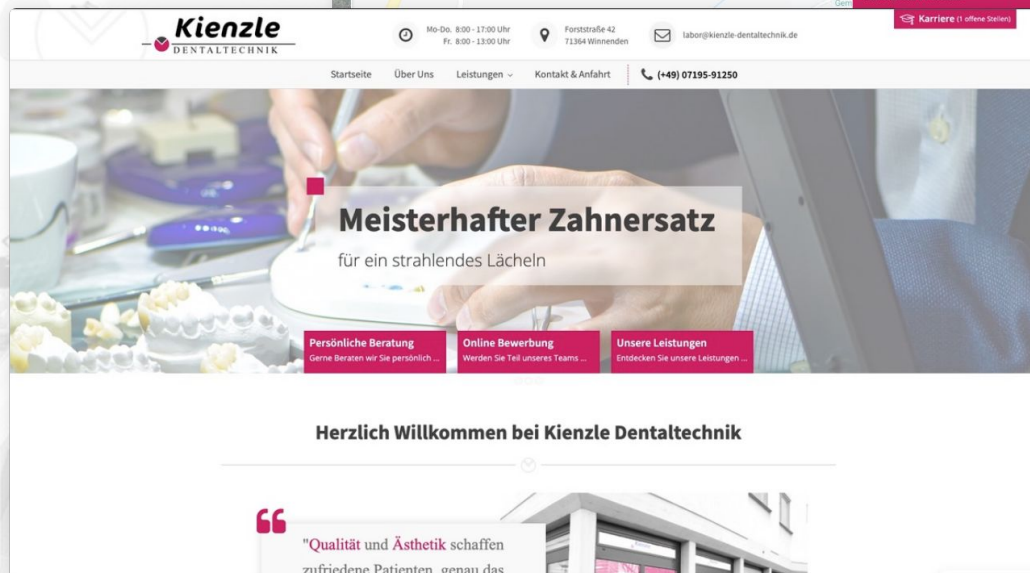 Gern
Karriere (1 offene Stellen)
Kienzle
DENTALTECHNIK
Mo-Do. 8:00 - 17:00 Uhr
Fr. 8:00 - 13:00 Uhr
Forststraße 42
71364 Winnenden
labor@kienzle-dentaltechnik.de
Startseite
Über Uns
Leistungen
Kontakt & Anfahrt
(+49) 07195-91250
Meisterhafter Zahnersatz
für ein strahlendes Lächeln
Persönliche Beratung
Gerne Beraten wir Sie persönlich ...
Online Bewerbung
Werden Sie Teil unseres Teams ...
Unsere Leistungen
Entdecken Sie unsere Leistungen ...
Herzlich Willkommen bei Kienzle Dentaltechnik
"Qualität und Ästhetik schaffen
zufriedene Patienten, genau das